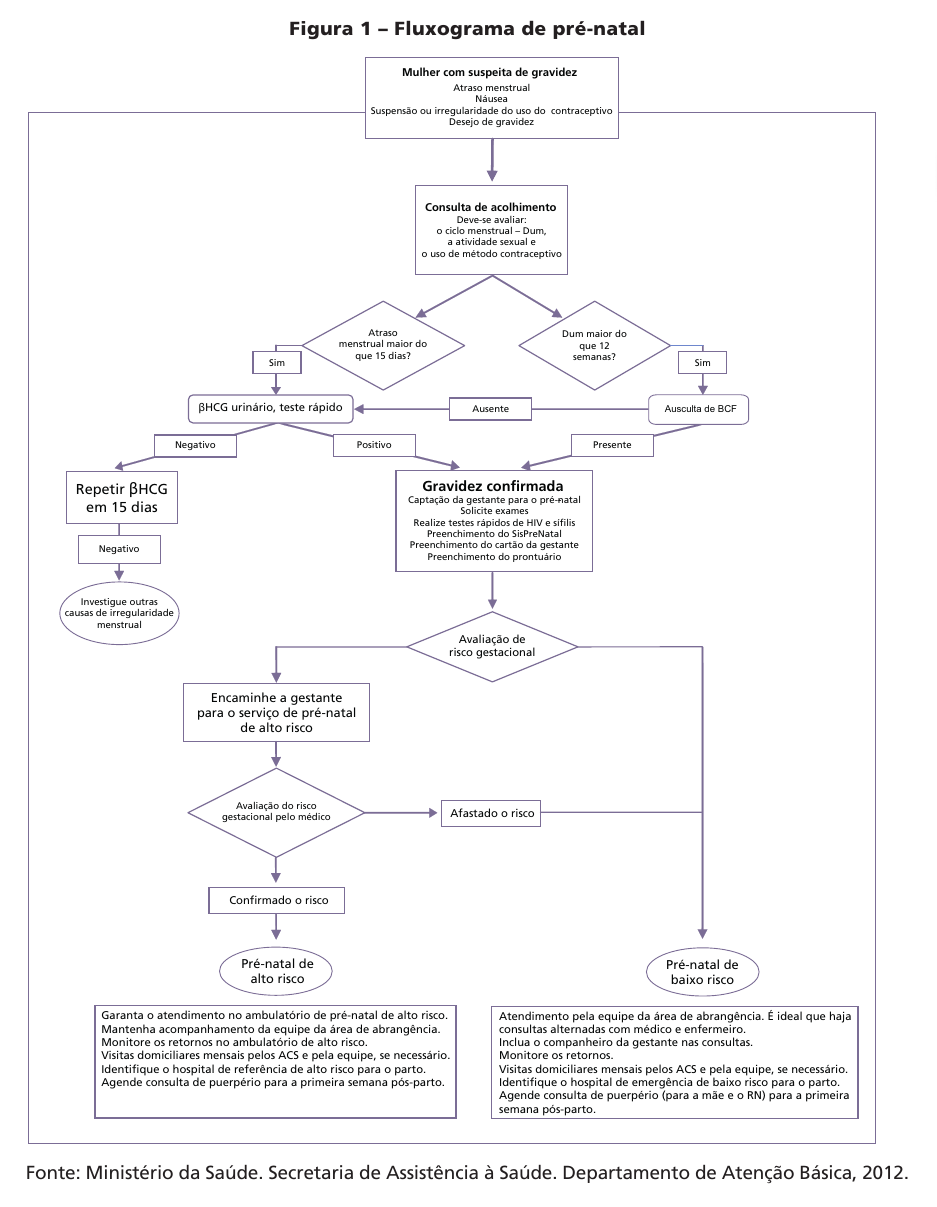 Figura 1 – Fluxograma de pré-natal
Mulher com suspeita de gravidez
Atraso menstrual
Náusea
Suspensão ou irregularidade do uso do contraceptivo
Desejo de gravidez
Consulta de acolhimento
Deve-se avaliar:
o ciclo menstrual – Dum,
a atividade sexual e
o uso de método contraceptivo
Atraso
menstrual maior do
que 15 dias?
Dum maior do
que 12
semanas?
Sim
Sim
βHCG urinário, teste rápido
Ausente
Ausculta de BCF
Negativo
Positivo
Presente
Repetir βHCG
em 15 dias
Gravidez confirmada
Captação da gestante para o pré-natal
Solicite exames
Realize testes rápidos de HIV e sífilis
Preenchimento do SisPreNatal
Preenchimento do cartão da gestante
Preenchimento do prontuário
Negativo
Investigue outras
causas de irregularidade
menstrual
Avaliação de
risco gestacional
Encaminhe a gestante
para o serviço de pré-natal
de alto risco
Avaliação do risco
gestacional pelo médico
Afastado o risco
Confirmado o risco
Pré-natal de
alto risco
Pré-natal de
baixo risco
Garanta o atendimento no ambulatório de pré-natal de alto risco.
Mantenha acompanhamento da equipe da área de abrangência.
Monitore os retornos no ambulatório de alto risco.
Visitas domiciliares mensais pelos ACS e pela equipe, se necessário.
Identifique o hospital de referência de alto risco para o parto.
Agende consulta de puerpério para a primeira semana pós-parto.
Atendimento pela equipe da área de abrangência. É ideal que haja
consultas alternadas com médico e enfermeiro.
Inclua o companheiro da gestante nas consultas.
Monitore os retornos.
Visitas domiciliares mensais pelos ACS e pela equipe, se necessário.
Identifique o hospital de emergência de baixo risco para o parto.
Agende consulta de puerpério (para a mãe e o RN) para a primeira
semana pós-parto.
Fonte: Ministério da Saúde. Secretaria de Assistência à Saúde. Departamento de Atenção Básica, 2012.